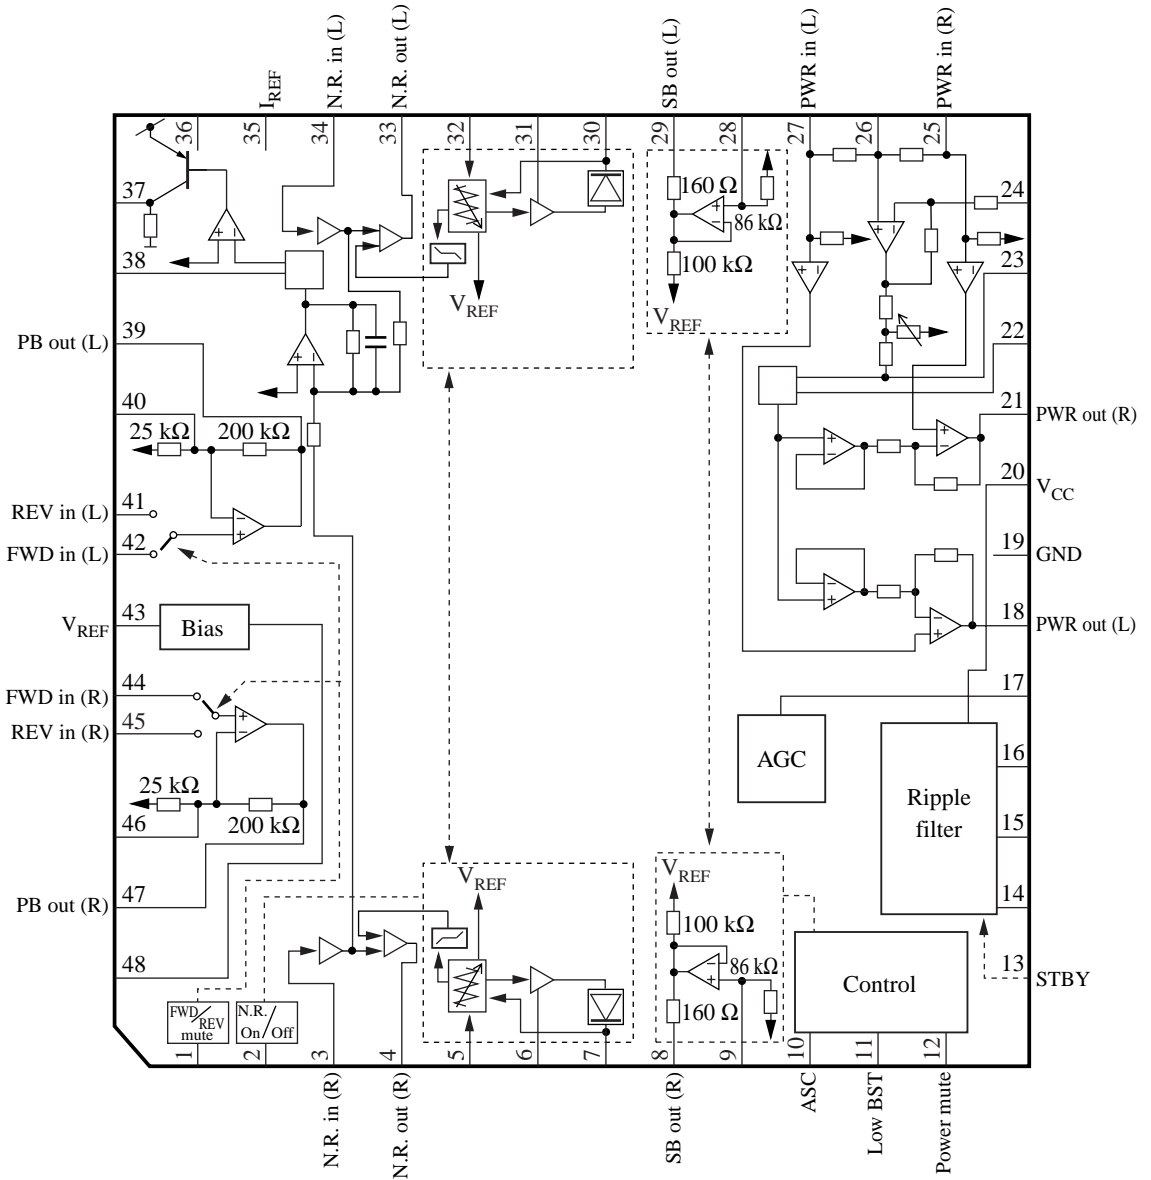 I_REF
N.R. in (L)
N.R. out (L)
SB out (L)
PWR in (L)
PWR in (R)
36
35
34
33
32
31
30
29
28
27
26
25
37
24
160 Ω
+
−
86 kΩ
+ −
+ −
38
23
100 kΩ
V_REF
V_REF
PB out (L)
39
22
+ −
40
21
PWR out (R)
25 kΩ
200 kΩ
+
−
+
−
20
V_CC
REV in (L)
41
−
+
FWD in (L)
42
19
GND
−
+
V_REF
43
Bias
18
PWR out (L)
−
+
FWD in (R)
44
17
REV in (R)
45
+
−
AGC
16
25 kΩ
200 kΩ
Ripple
filter
46
15
V_REF
V_REF
PB out (R)
47
14
100 kΩ
−
+
86 kΩ
48
13
STBY
Control
160 Ω
FWD/REV
mute
N.R.
On/Off
1
2
3
4
5
6
7
8
9
10
11
12
N.R. in (R)
N.R. out (R)
SB out (R)
ASC
Low BST
Power mute